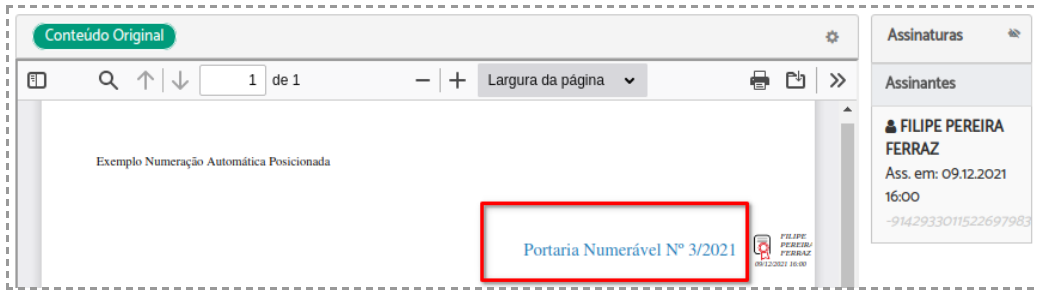 Conteúdo Original
1 de 1
Largura da página
Exemplo Numeração Automática Posicionada
Portaria Numerável Nº 3/2021
FILIPE
PEREIRA
FERRAZ
09/12/2021 16:00
Assinaturas
Assinantes
FILIPE PEREIRA
FERRAZ
Ass. em: 09.12.2021
16:00
-9142933011522697983